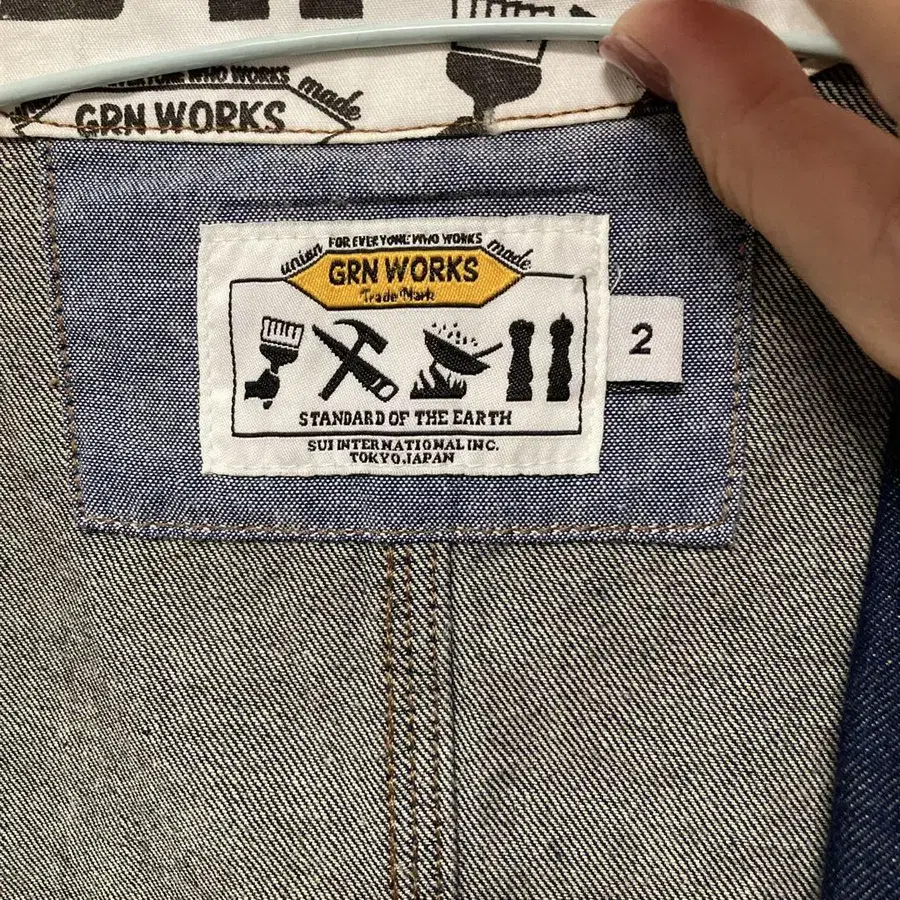 EVERYONE WHO WORKS
made
GRN WORKS
FOR EVERYONE WHO WORKS
union made
GRN WORKS
Trade Mark
2
STANDARD OF THE EARTH
SUI INTERNATIONAL INC.
TOKYO.JAPAN